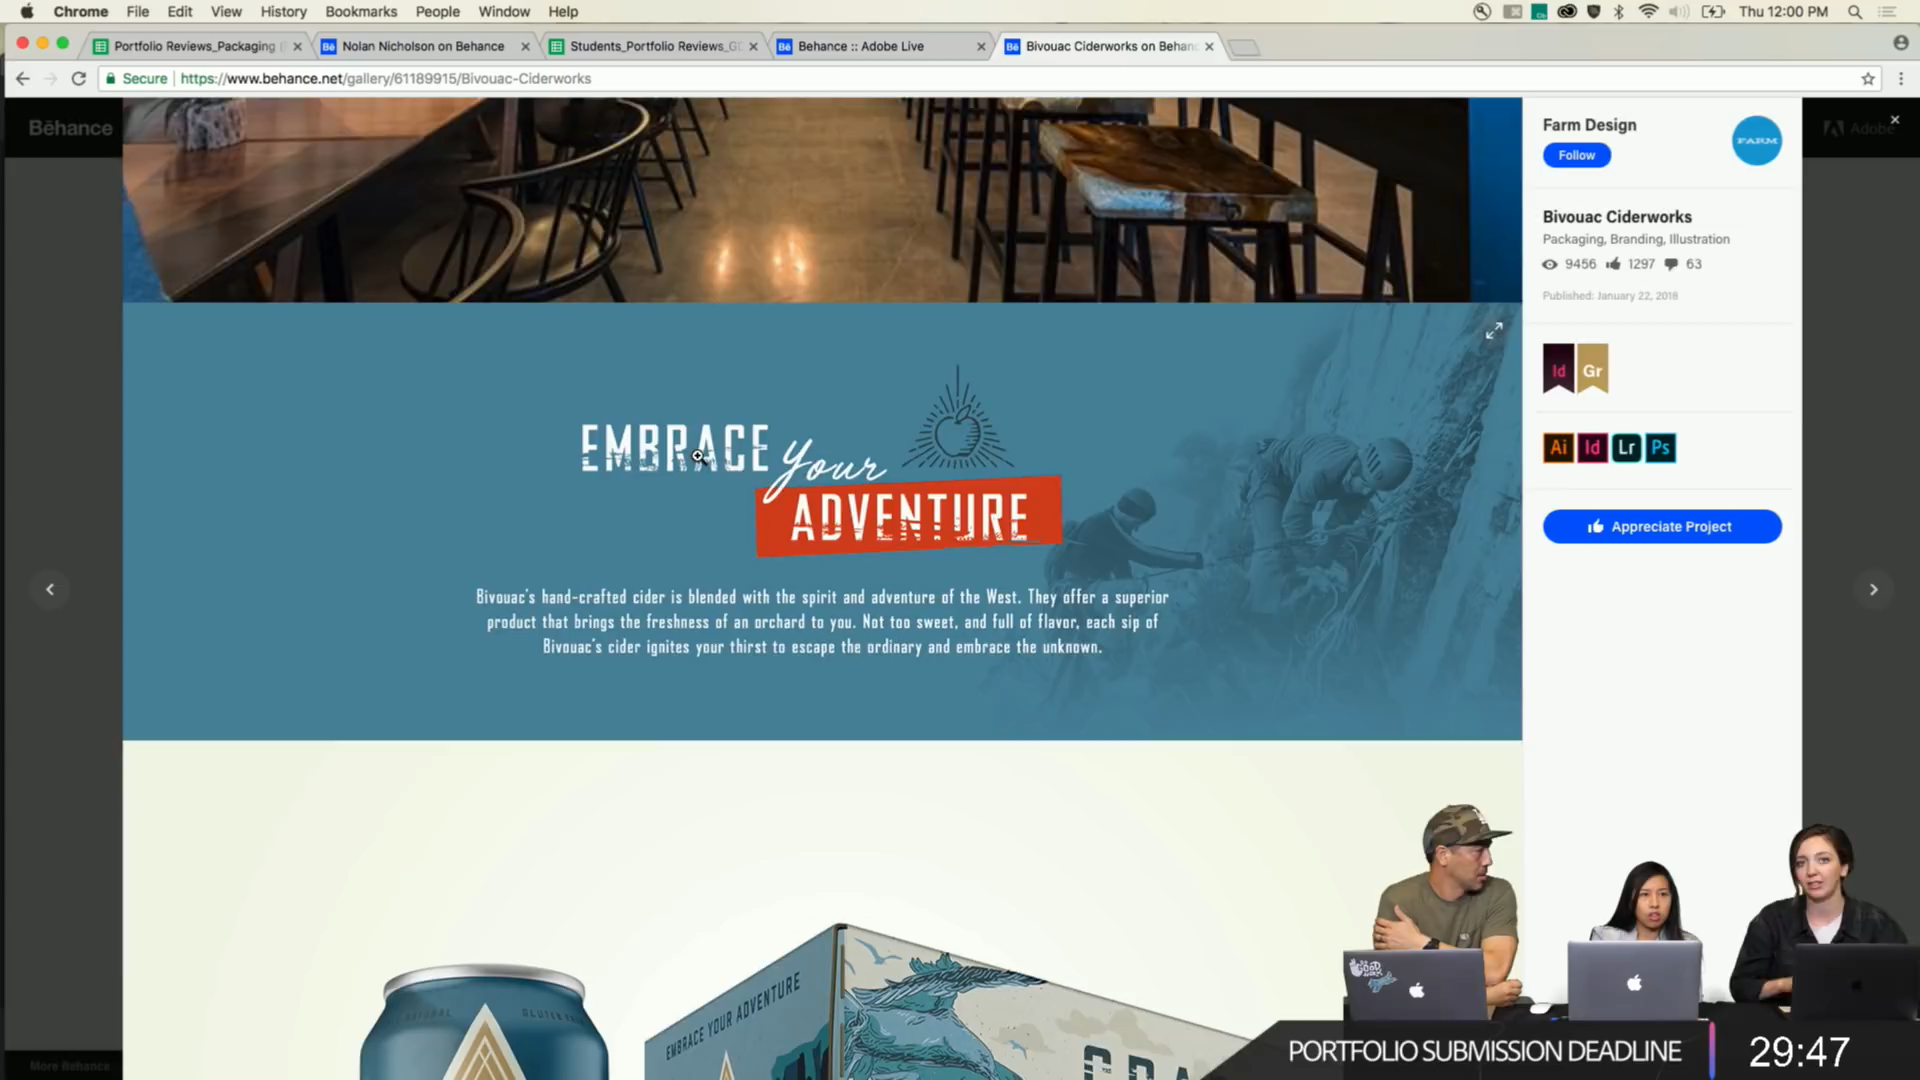 Chrome File Edit View History Bookmarks People Window Help
Thu 12:00 PM
Portfolio Reviews_Packaging
Nolan Nicholson on Behance
Students_Portfolio Reviews_G
Behance :: Adobe Live
Bivouac Ciderworks on Behan
Secure | https://www.behance.net/gallery/61189915/Bivouac-Ciderworks
Bēhance
Adobe
Farm Design
Follow
FARM
Bivouac Ciderworks
Packaging, Branding, Illustration
9456 1297 63
Published: January 22, 2018
Id Gr
Ai Id Lr Ps
Appreciate Project
EMBRACE
Your
ADVENTURE
Bivouac's hand-crafted cider is blended with the spirit and adventure of the West. They offer a superior
product that brings the freshness of an orchard to you. Not too sweet, and full of flavor, each sip of
Bivouac's cider ignites your thirst to escape the ordinary and embrace the unknown.
EMBRACE YOUR ADVENTURE
More Behance
PORTFOLIO SUBMISSION DEADLINE
29:47